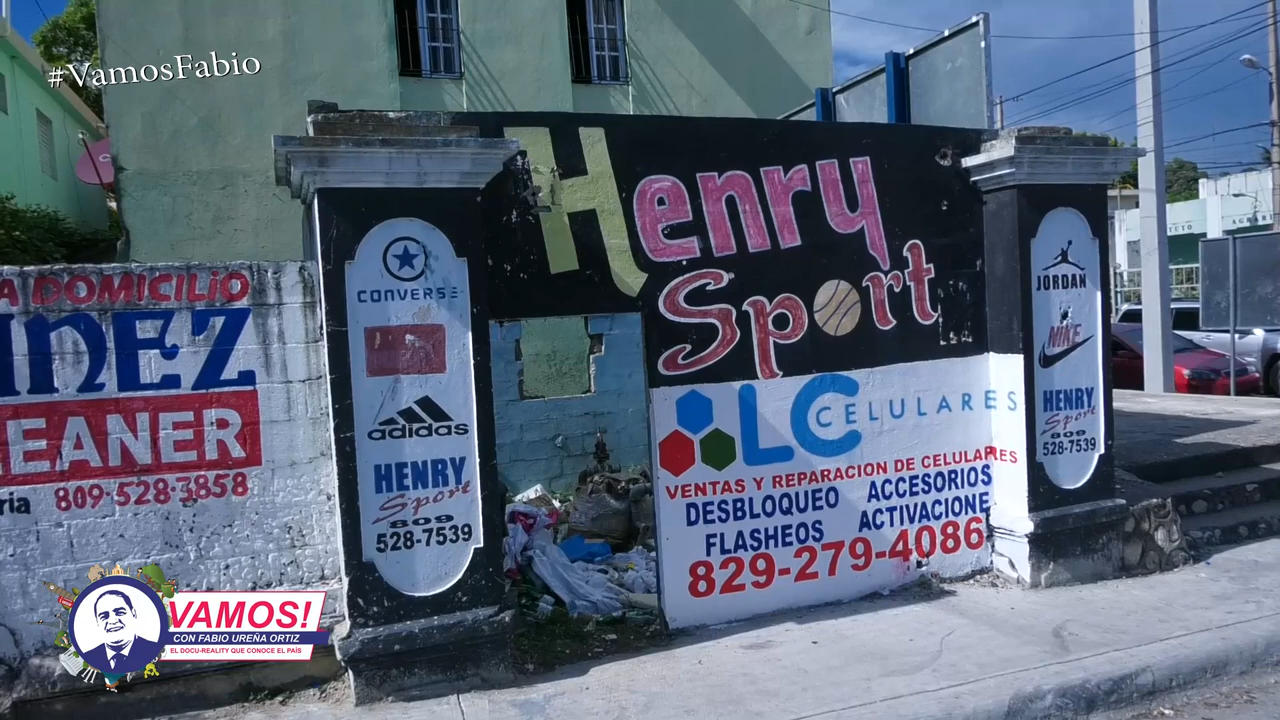 #VamosFabio
A DOMICILIO
NEZ
LEANER
ria 809-528-3858
CONVERSE
adidas
HENRY
Sport
809
528-7539
Henry
Sport
LC CELULARES
VENTAS Y REPARACION DE CELULARES
DESBLOQUEO ACCESORIOS
FLASHEOS ACTIVACIONE
829-279-4086
JORDAN
NIKE
HENRY
Sport
809
528-7539
VAMOS!
CON FABIO UREÑA ORTIZ
EL DOCU-REALITY QUE CONOCE EL PAÍS